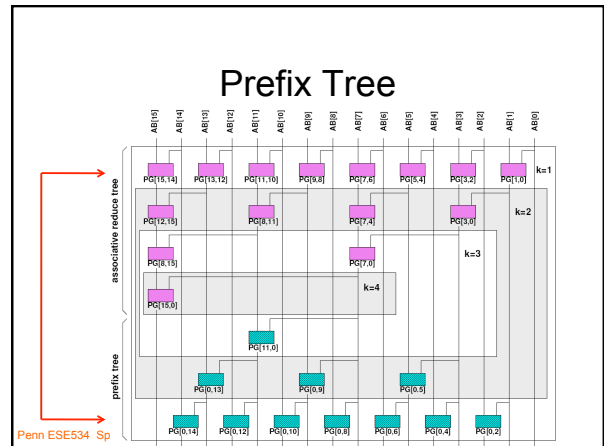 Prefix Tree
AB[15] AB[14] AB[13] AB[12] AB[11] AB[10] AB[9] AB[8] AB[7] AB[6] AB[5] AB[4] AB[3] AB[2] AB[1] AB[0]
associative reduce tree
PG[15,14] PG[13,12] PG[11,10] PG[9,8] PG[7,6] PG[5,4] PG[3,2] PG[1,0] k=1
PG[12,15] PG[8,11] PG[7,4] PG[3,0] k=2
PG[8,15] PG[7,0] k=3
PG[15,0] k=4
prefix tree
PG[11,0]
PG[0,13] PG[0,9] PG[0,5]
PG[0,14] PG[0,12] PG[0,10] PG[0,8] PG[0,6] PG[0,4] PG[0,2]
Penn ESE534 Sp